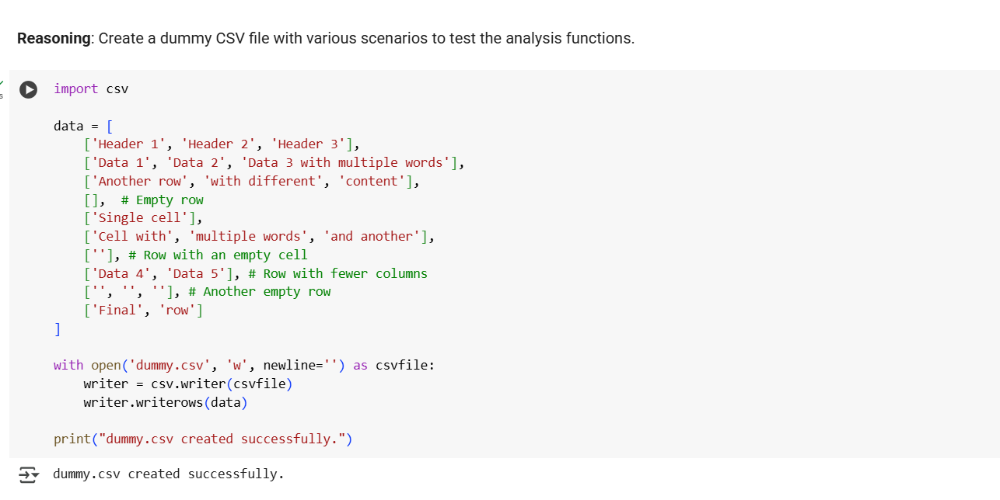 Reasoning: Create a dummy CSV file with various scenarios to test the analysis functions.
s
import csv
data = [
    ['Header 1', 'Header 2', 'Header 3'],
    ['Data 1', 'Data 2', 'Data 3 with multiple words'],
    ['Another row', 'with different', 'content'],
    [],  # Empty row
    ['Single cell'],
    ['Cell with', 'multiple words', 'and another'],
    [''], # Row with an empty cell
    ['Data 4', 'Data 5'], # Row with fewer columns
    ['', '', ''], # Another empty row
    ['Final', 'row']
]
with open('dummy.csv', 'w', newline='') as csvfile:
    writer = csv.writer(csvfile)
    writer.writerows(data)
print("dummy.csv created successfully.")
dummy.csv created successfully.